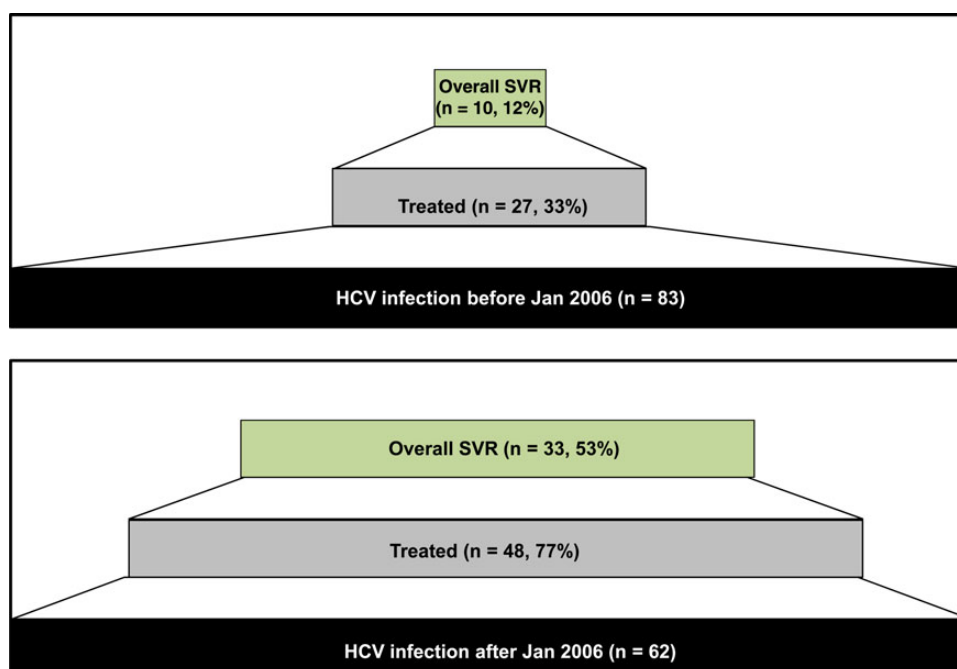 Overall SVR
(n = 10, 12%)
Treated (n = 27, 33%)
HCV infection before Jan 2006 (n = 83)
Overall SVR (n = 33, 53%)
Treated (n = 48, 77%)
HCV infection after Jan 2006 (n = 62)